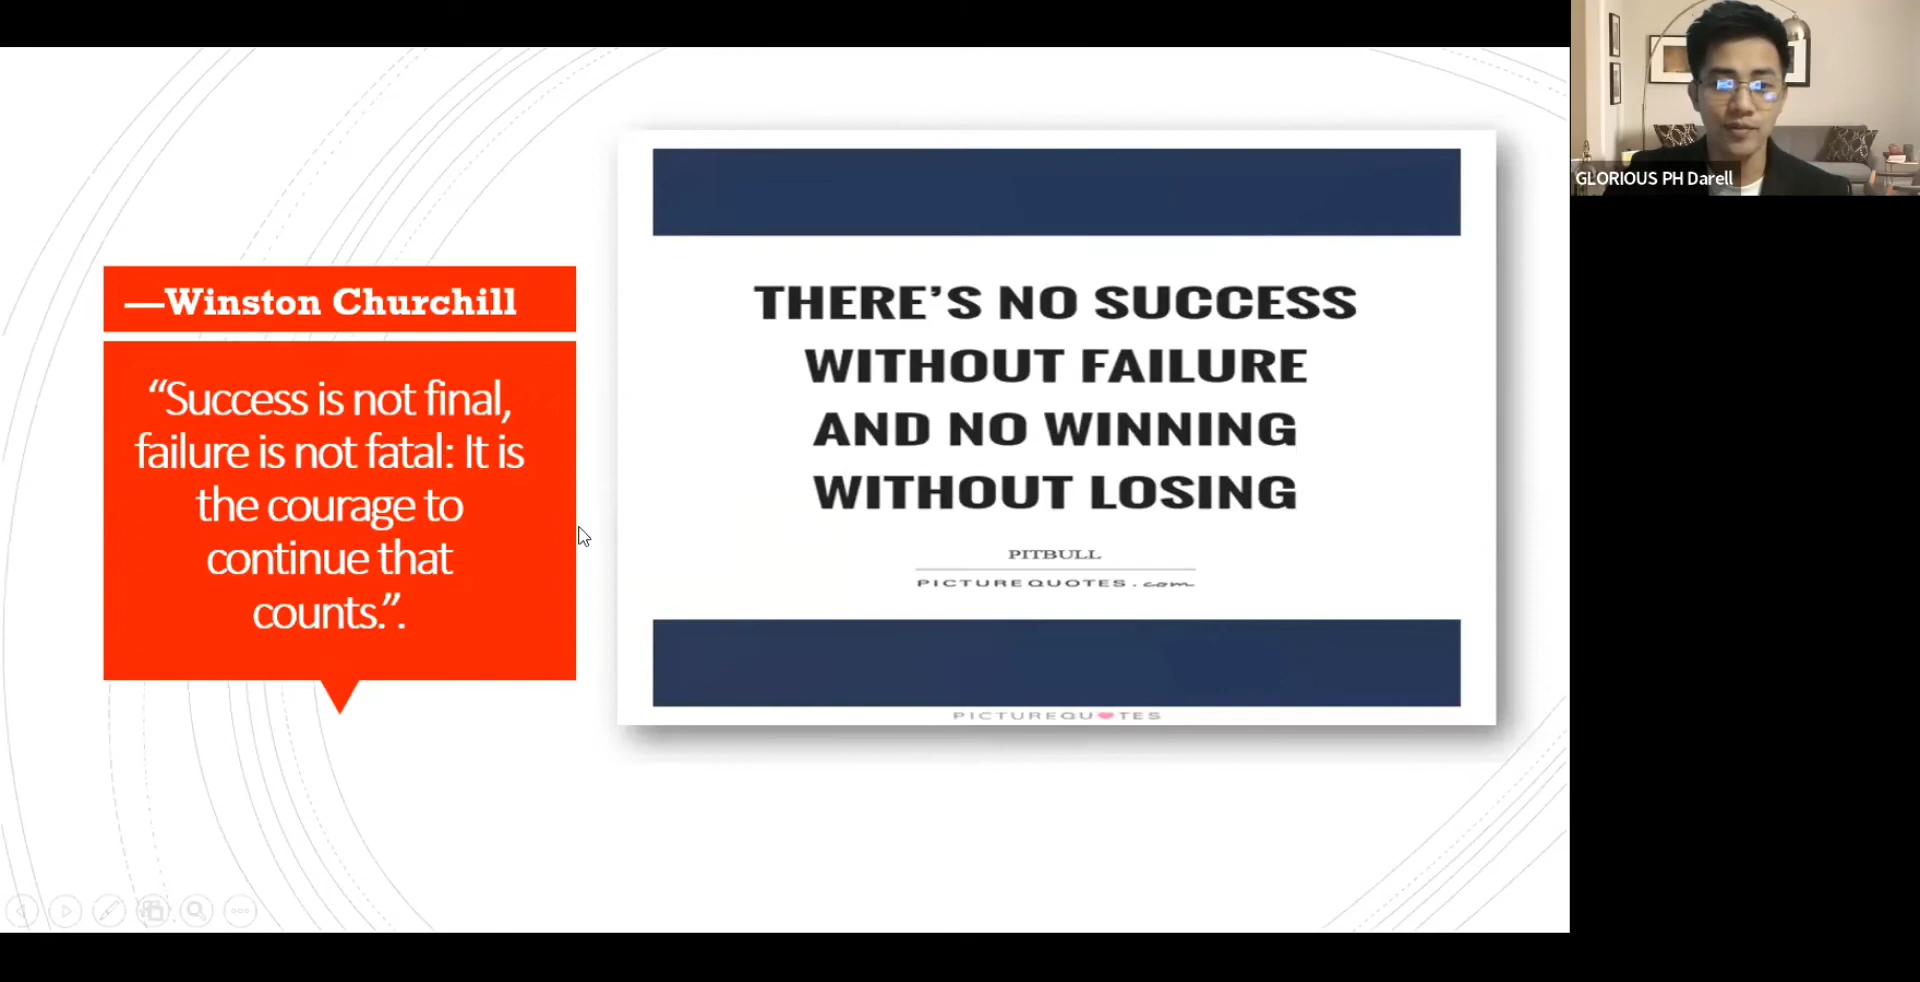 —Winston Churchill
“Success is not final,
failure is not fatal: It is
the courage to
continue that
counts.”.
THERE’S NO SUCCESS
WITHOUT FAILURE
AND NO WINNING
WITHOUT LOSING
PITBULL
PICTUREQUOTES.com
PICTUREQUOTES
GLORIOUS PH Darell